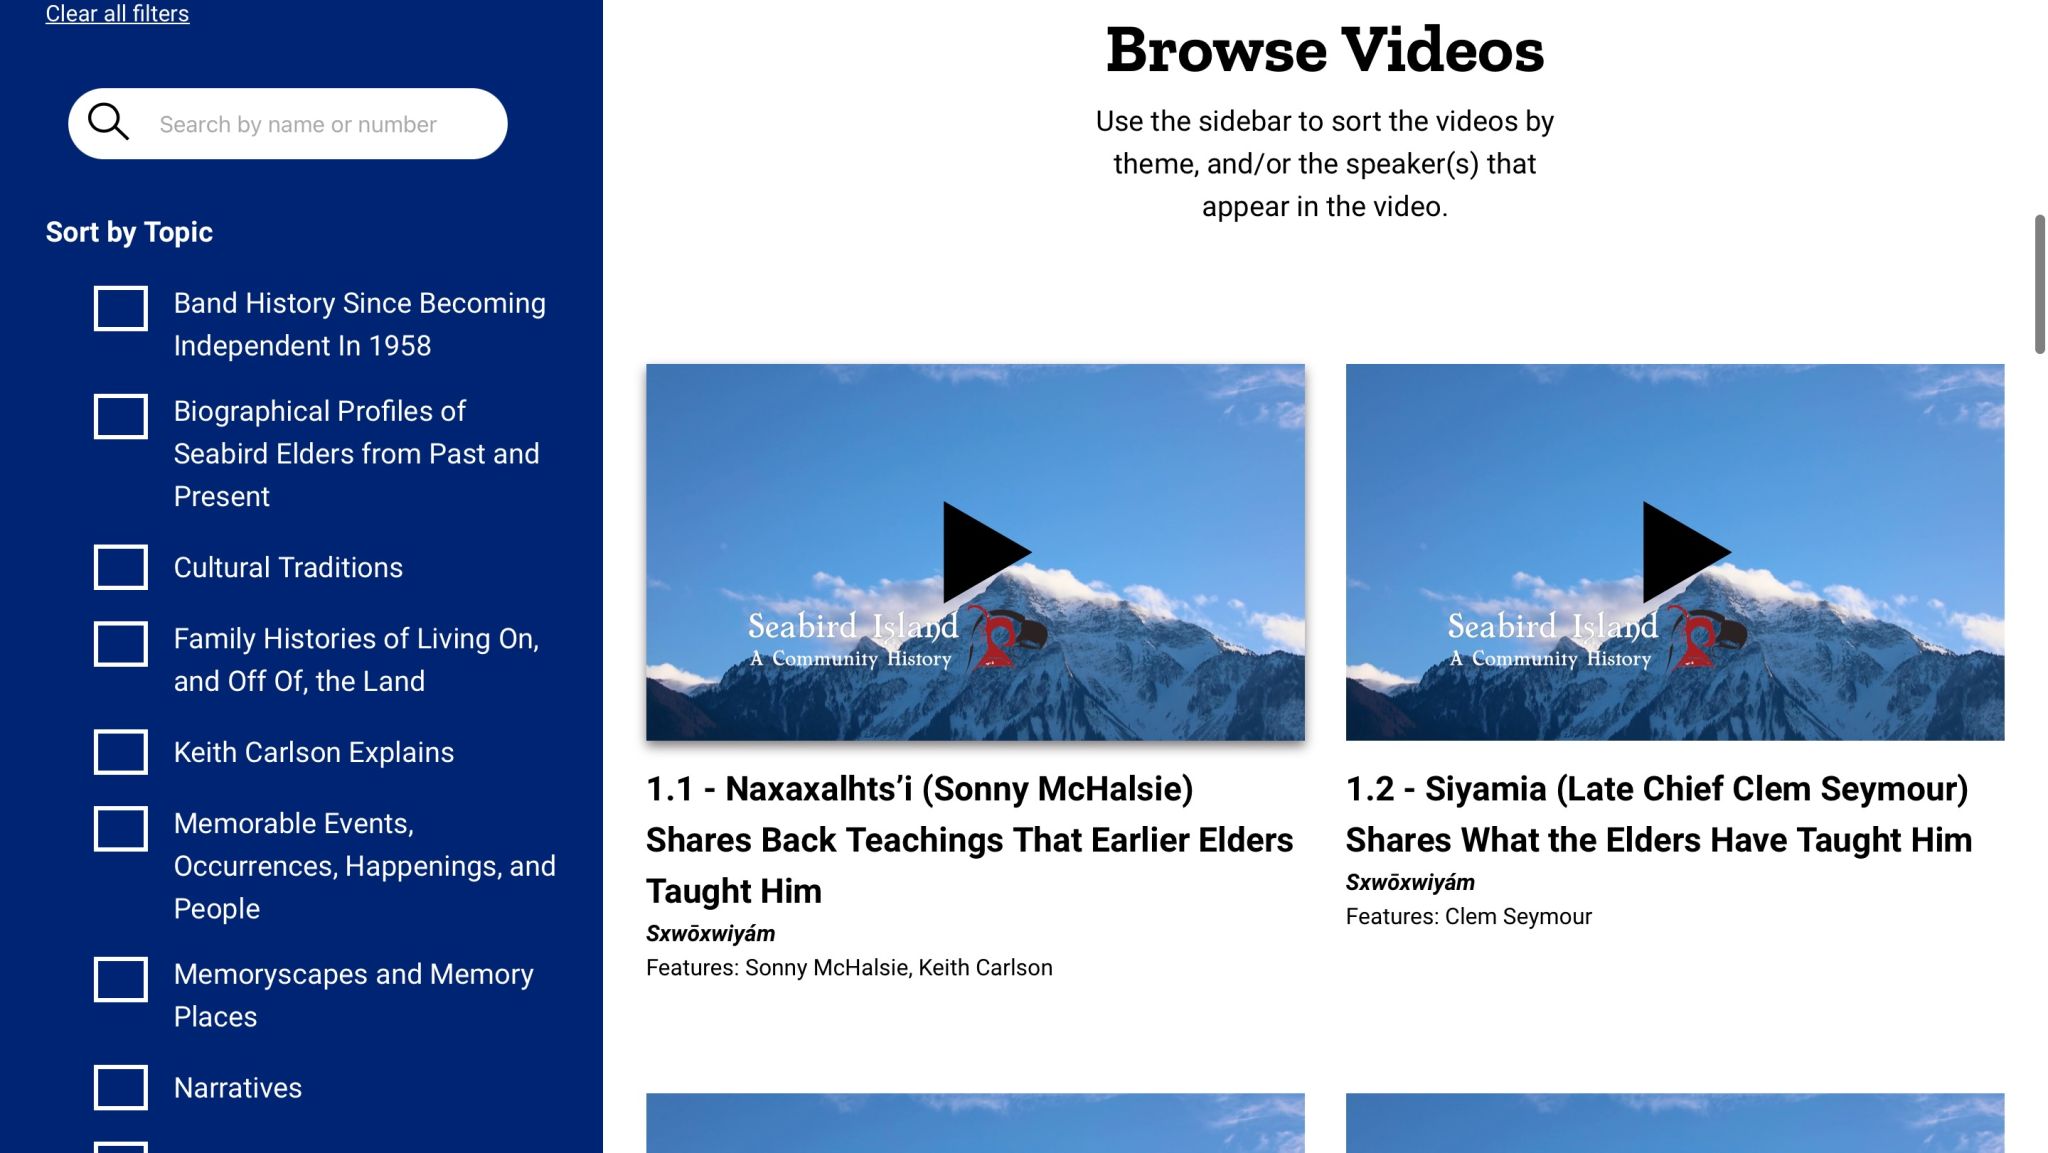 Clear all filters
Search by name or number
Sort by Topic
Band History Since Becoming
Independent In 1958
Biographical Profiles of
Seabird Elders from Past and
Present
Cultural Traditions
Family Histories of Living On,
and Off Of, the Land
Keith Carlson Explains
Memorable Events,
Occurrences, Happenings, and
People
Memoryscapes and Memory
Places
Narratives
Browse Videos
Use the sidebar to sort the videos by
theme, and/or the speaker(s) that
appear in the video.
Seabird Island
A Community History
1.1 - Naxaxalhts’i (Sonny McHalsie)
Shares Back Teachings That Earlier Elders
Taught Him
Sxwōxwiyám
Features: Sonny McHalsie, Keith Carlson
Seabird Island
A Community History
1.2 - Siyamia (Late Chief Clem Seymour)
Shares What the Elders Have Taught Him
Sxwōxwiyám
Features: Clem Seymour